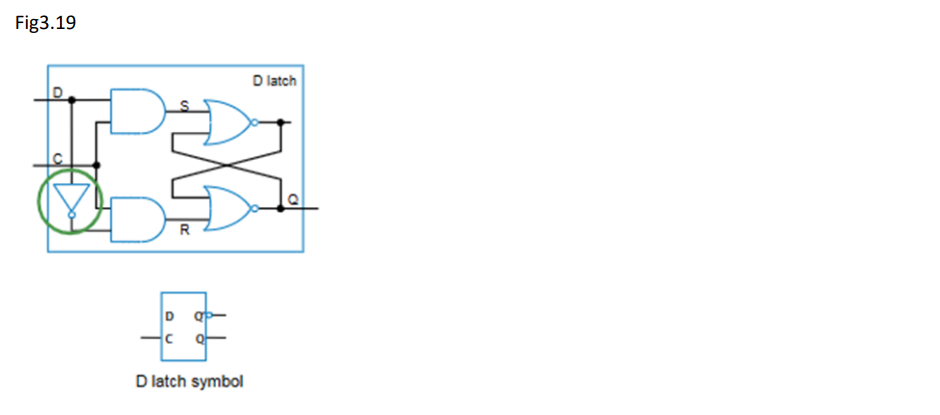 Fig3.19
D latch
D
S
C
Q
R
D Q
C Q
D latch symbol